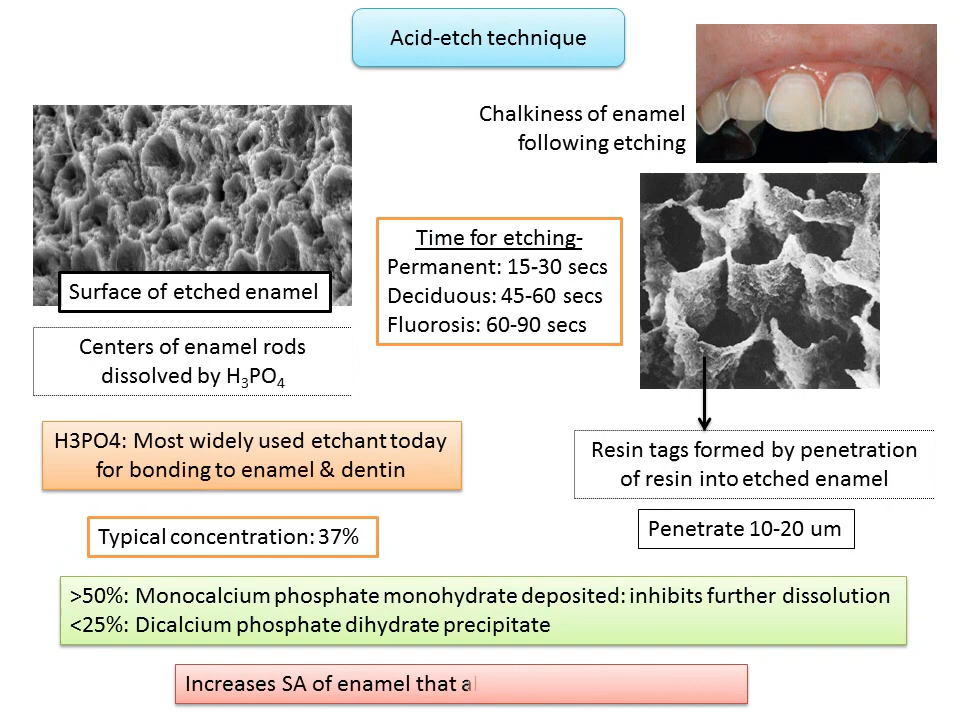 Acid-etch technique
Chalkiness of enamel
following etching
Time for etching-
Permanent: 15-30 secs
Deciduous: 45-60 secs
Fluorosis: 60-90 secs
Surface of etched enamel
Centers of enamel rods
dissolved by H₃PO₄
H3PO4: Most widely used etchant today
for bonding to enamel & dentin
Resin tags formed by penetration
of resin into etched enamel
Typical concentration: 37%
Penetrate 10-20 um
>50%: Monocalcium phosphate monohydrate deposited: inhibits further dissolution
<25%: Dicalcium phosphate dihydrate precipitate
Increases SA of enamel that